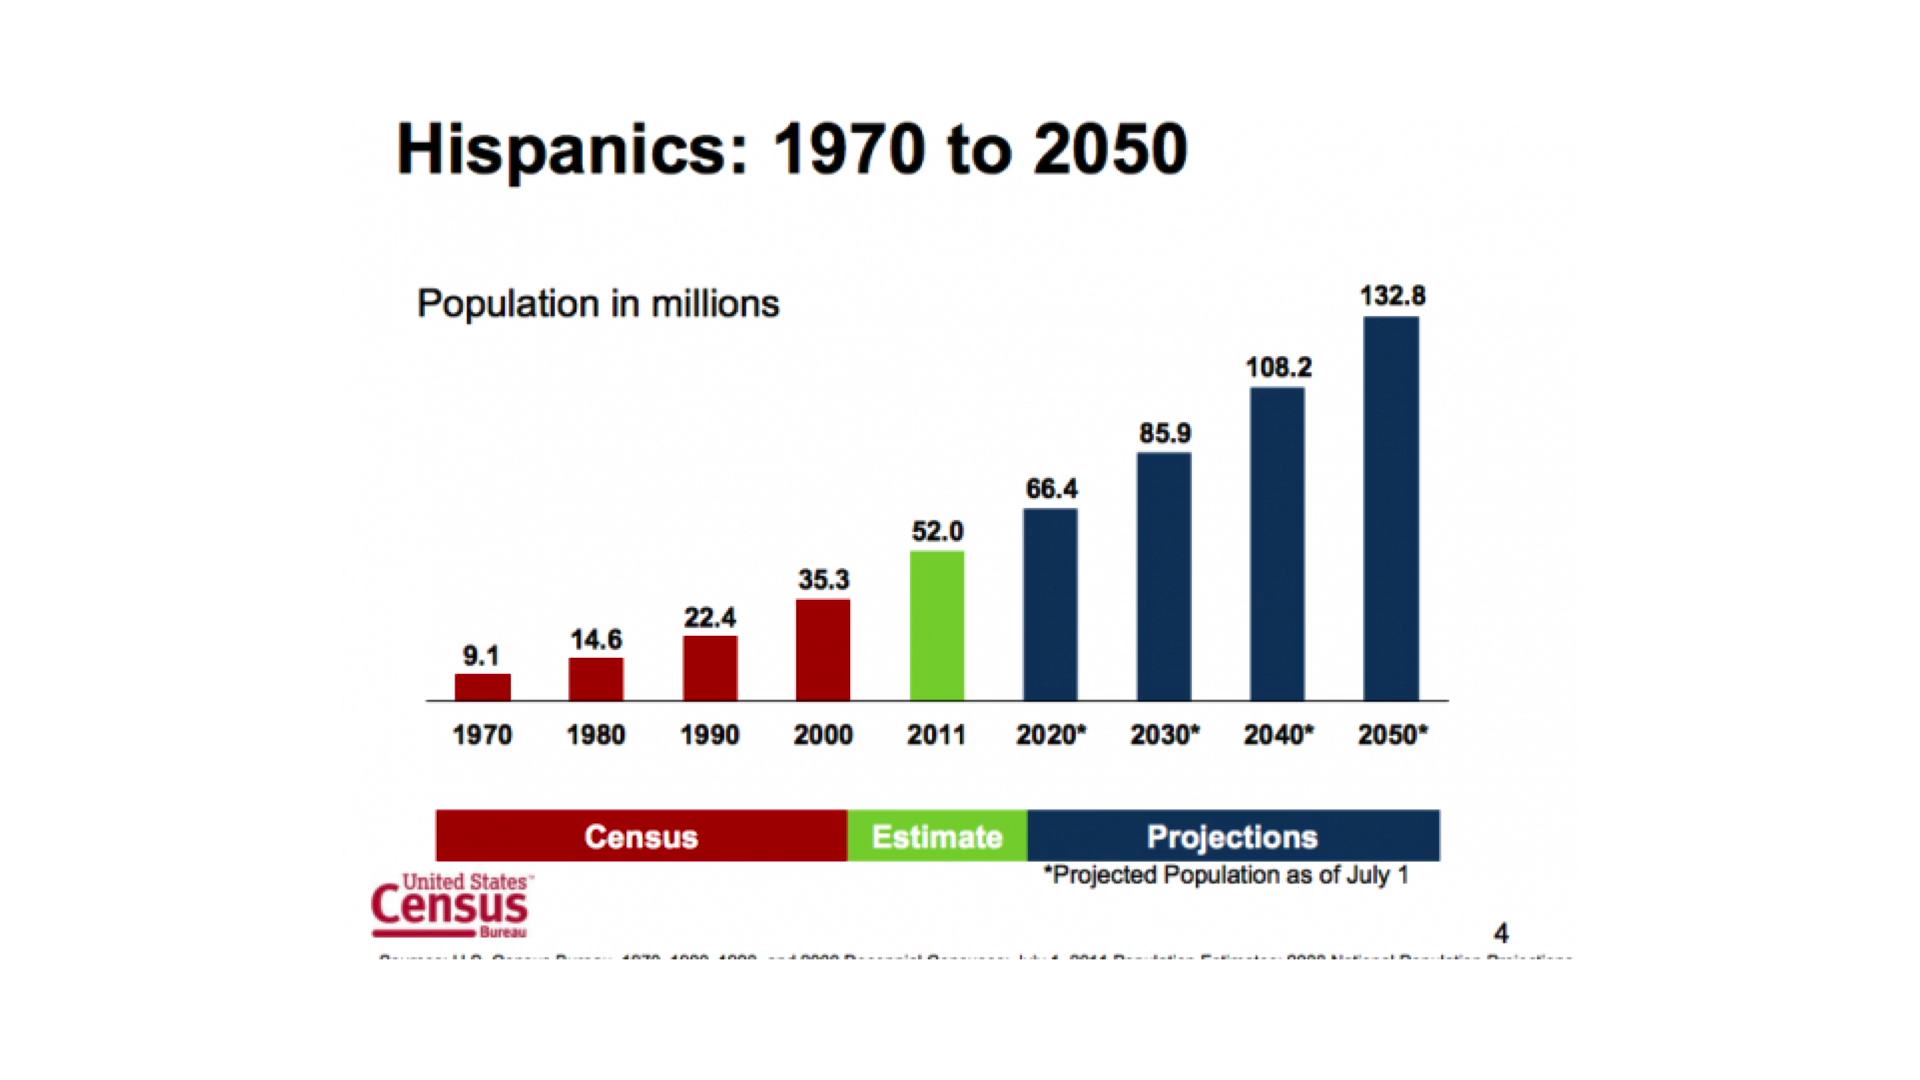 Hispanics: 1970 to 2050
Population in millions
132.8
108.2
85.9
66.4
52.0
35.3
22.4
14.6
9.1
1970 1980 1990 2000 2011 2020* 2030* 2040* 2050*
Census Estimate Projections
*Projected Population as of July 1
United States™
Census
Bureau
4